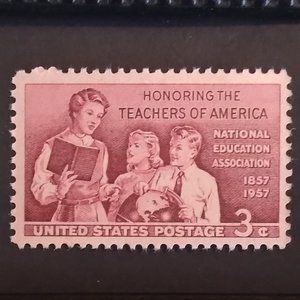 HONORING THE
TEACHERS OF AMERICA
NATIONAL
EDUCATION
ASSOCIATION
1857
1957
3¢
UNITED STATES POSTAGE